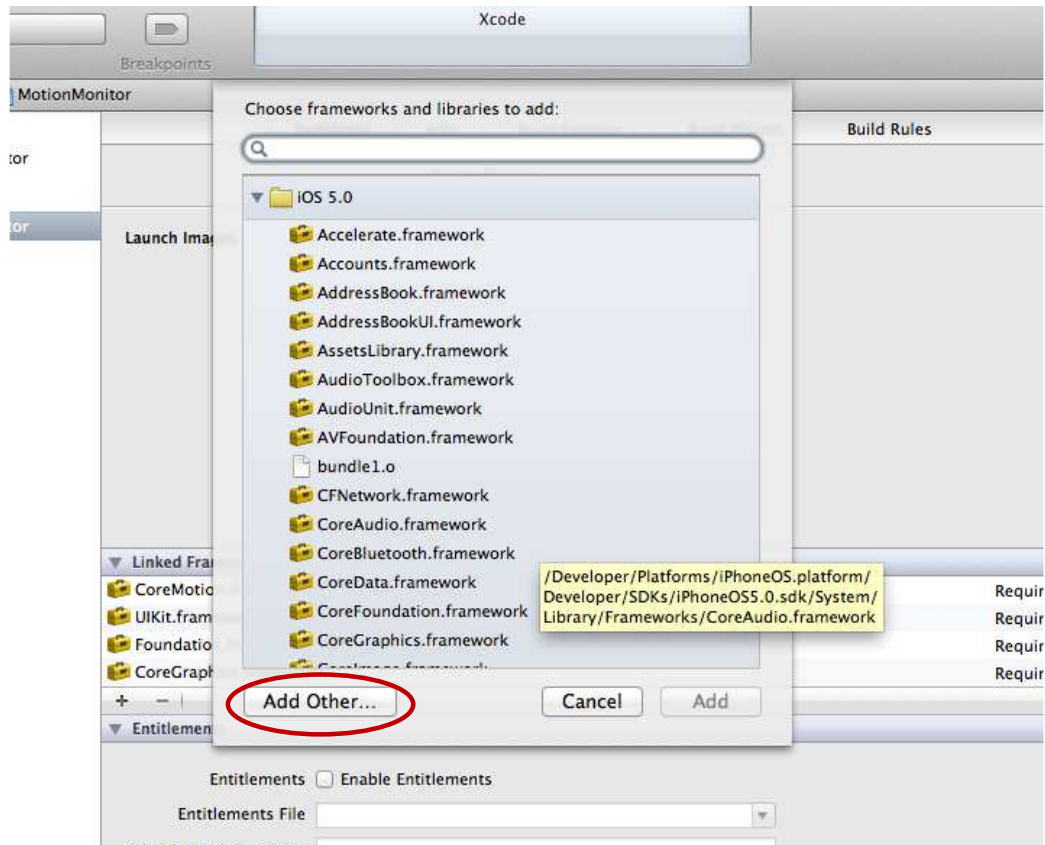 Xcode
Breakpoints
MotionMonitor
Choose frameworks and libraries to add:
Build Rules
tor
iOS 5.0
tor
Launch Imag
Accelerate.framework
Accounts.framework
AddressBook.framework
AddressBookUI.framework
AssetsLibrary.framework
AudioToolbox.framework
AudioUnit.framework
AVFoundation.framework
bundle1.o
CFNetwork.framework
CoreAudio.framework
CoreBluetooth.framework
Linked Fra
CoreData.framework
/Developer/Platforms/iPhoneOS.platform/
Developer/SDKs/iPhoneOS5.0.sdk/System/
Library/Frameworks/CoreAudio.framework
CoreMotio
Requir
CoreFoundation.framework
UIKit.fram
Requir
CoreGraphics.framework
Foundatio
Requir
CoreImage.framework
CoreGraph
Requir
+ -
Add Other...
Cancel
Add
Entitlemen
Entitlements
Enable Entitlements
Entitlements File